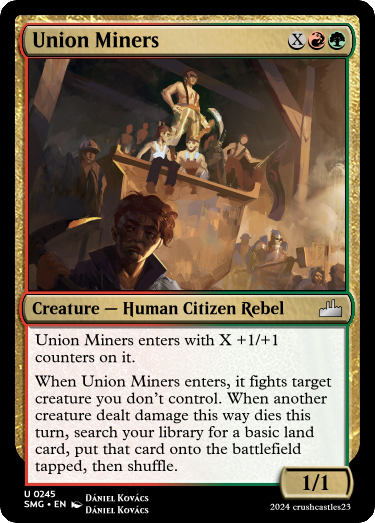 Union Miners X
Creature — Human Citizen Rebel
Union Miners enters with X +1/+1
counters on it.
When Union Miners enters, it fights target
creature you don't control. When another
creature dealt damage this way dies this
turn, search your library for a basic land
card, put that card onto the battlefield
tapped, then shuffle.
1/1
U 0245
SMG • EN DÁNIEL KOVÁCS
DÁNIEL KOVÁCS
2024 crushcastles23